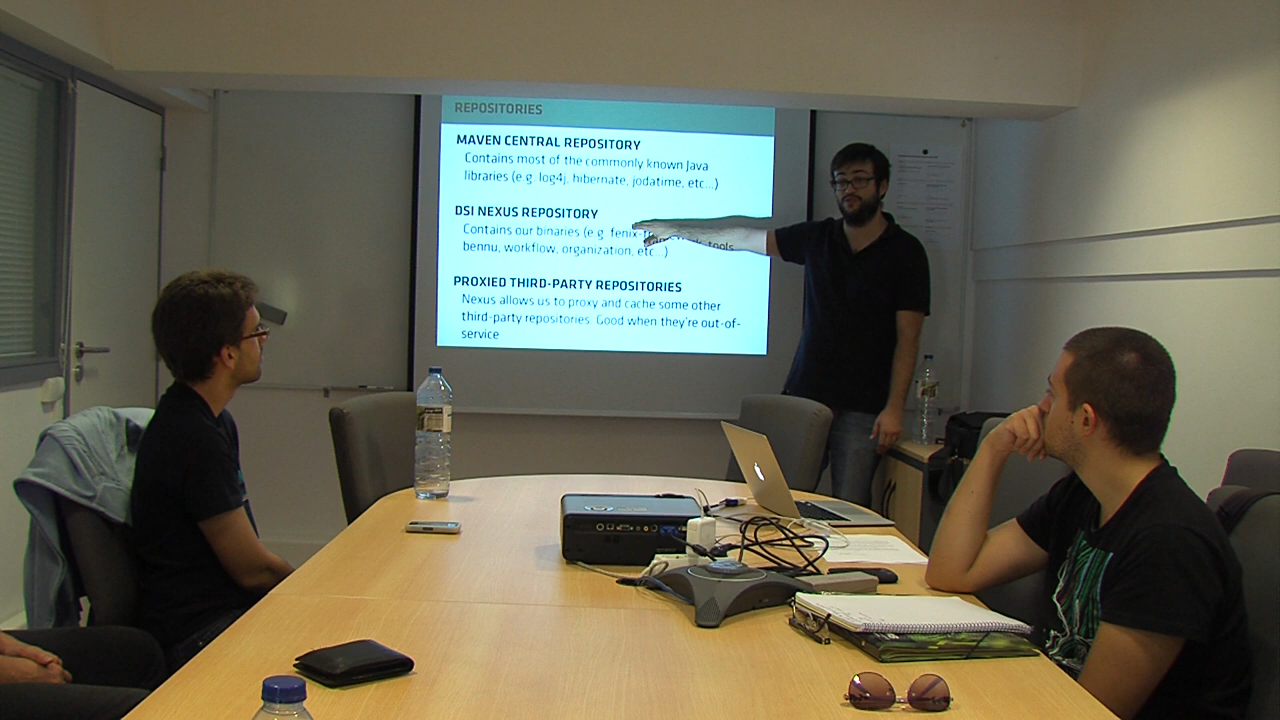 REPOSITORIES
MAVEN CENTRAL REPOSITORY
Contains most of the commonly known Java
libraries (e.g. log4j, hibernate, jodatime, etc...)
DSI NEXUS REPOSITORY
Contains our binaries (e.g. fenix- tools,
bennu, workflow, organization, etc...)
PROXIED THIRD-PARTY REPOSITORIES
Nexus allows us to proxy and cache some other
third-party repositories. Good when they're out-of-
service